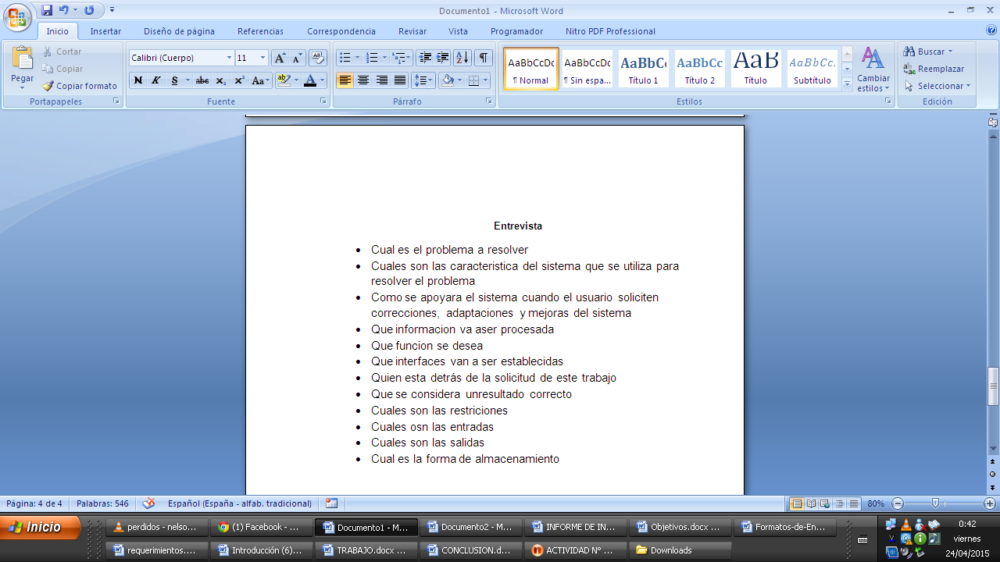 Documento1 - Microsoft Word
Inicio Insertar Diseño de página Referencias Correspondencia Revisar Vista Programador Nitro PDF Professional
Pegar
Cortar
Copiar
Copiar formato
Portapapeles
Calibri (Cuerpo) 11
N K S abc x₂ x² Aa ab A
Fuente
Párrafo
AaBbCcDc AaBbCcDc AaBbCc AaBbCc AaB AaBbCc.
¶ Normal ¶ Sin espa... Título 1 Título 2 Título Subtítulo
Cambiar
estilos
Estilos
Buscar
Reemplazar
Seleccionar
Edición
Entrevista
• Cual es el problema a resolver
• Cuales son las caracteristica del sistema que se utiliza para
resolver el problema
• Como se apoyara el sistema cuando el usuario soliciten
correcciones, adaptaciones y mejoras del sistema
• Que informacion va aser procesada
• Que funcion se desea
• Que interfaces van a ser establecidas
• Quien esta detrás de la solicitud de este trabajo
• Que se considera unresultado correcto
• Cuales son las restriciones
• Cuales osn las entradas
• Cuales son las salidas
• Cual es la forma de almacenamiento
Página: 4 de 4 Palabras: 546 Español (España - alfab. tradicional) 80%
Inicio
perdidos - nelso... (1) Facebook - ... Documento1 - M... Documento2 - M... INFORME DE IN... Objetivos.docx ... Formatos-de-En...
requerimientos.... Introducción (6)... TRABAJO.docx ... CONCLUSION.d... ACTIVIDAD N° ... Downloads
0:42
viernes
24/04/2015